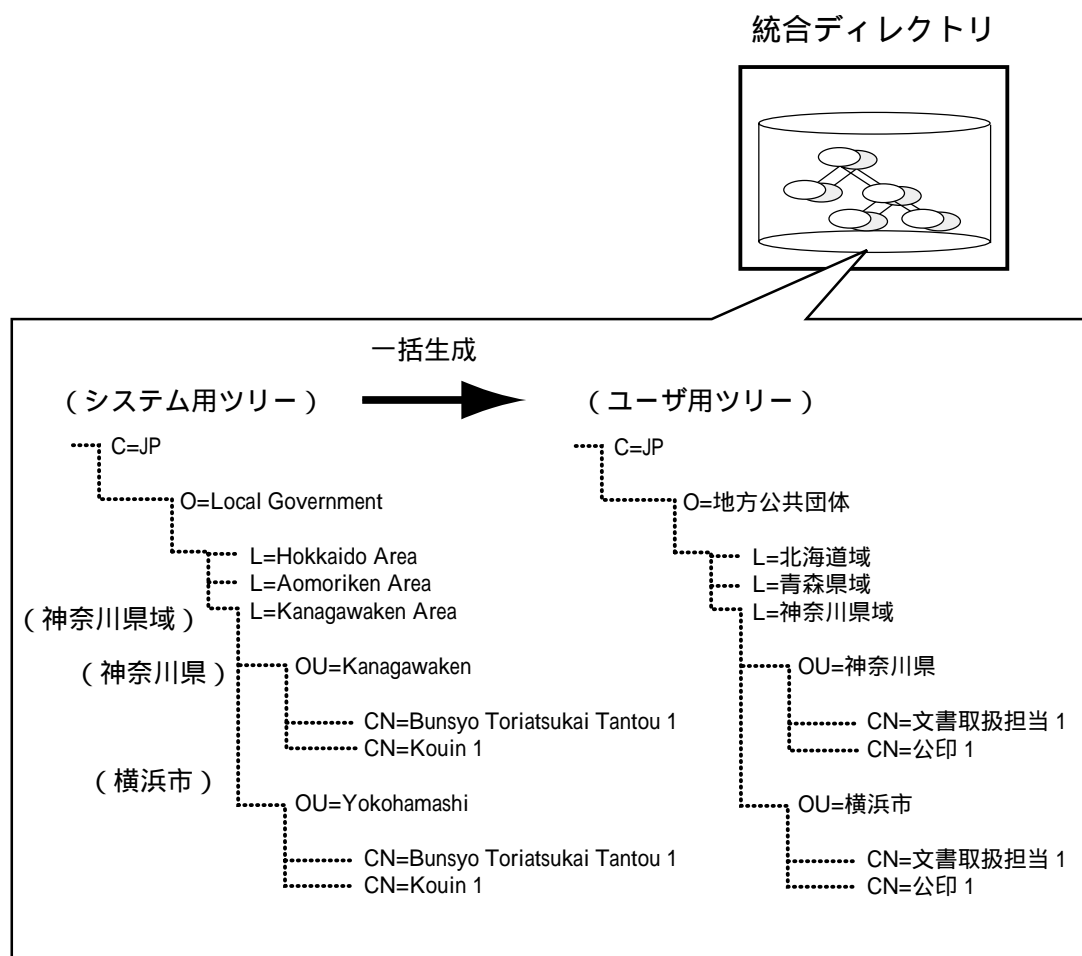 統合ディレクトリ
一括生成
（システム用ツリー）
C=JP
O=Local Government
L=Hokkaido Area
L=Aomoriken Area
L=Kanagawaken Area
（神奈川県域）
（神奈川県）
OU=Kanagawaken
CN=Bunsyo Toriatsukai Tantou 1
CN=Kouin 1
（横浜市）
OU=Yokohamashi
CN=Bunsyo Toriatsukai Tantou 1
CN=Kouin 1
（ユーザ用ツリー）
C=JP
O=地方公共団体
L=北海道域
L=青森県域
L=神奈川県域
OU=神奈川県
CN=文書取扱担当 1
CN=公印 1
OU=横浜市
CN=文書取扱担当 1
CN=公印 1